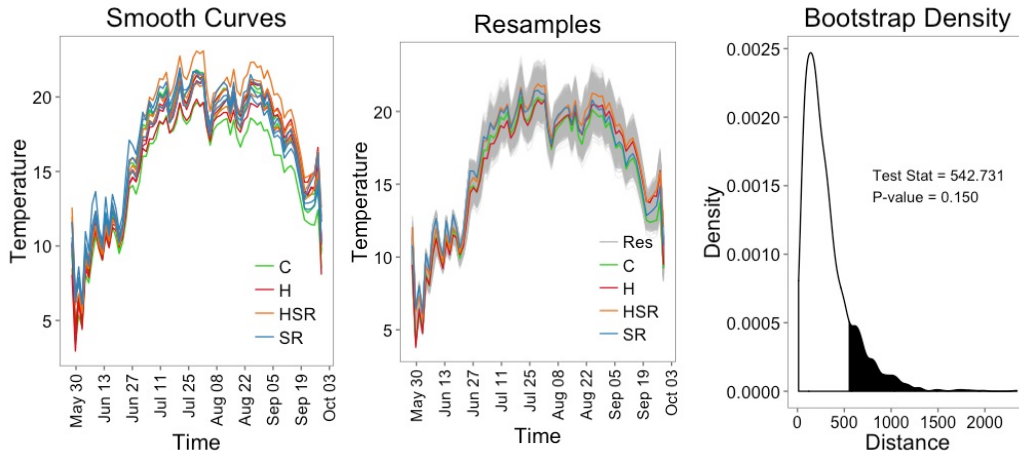 Smooth Curves
Temperature
20
15
10
5
C
H
HSR
SR
May 30
Jun 13
Jun 27
Jul 11
Jul 25
Aug 08
Aug 22
Sep 05
Sep 19
Oct 03
Time
Resamples
Temperature
20
15
10
5
Res
C
H
HSR
SR
May 30
Jun 13
Jun 27
Jul 11
Jul 25
Aug 08
Aug 22
Sep 05
Sep 19
Oct 03
Time
Bootstrap Density
Density
0.0025
0.0020
0.0015
0.0010
0.0005
0.0000
Test Stat = 542.731
P-value = 0.150
0
500
1000
1500
2000
Distance